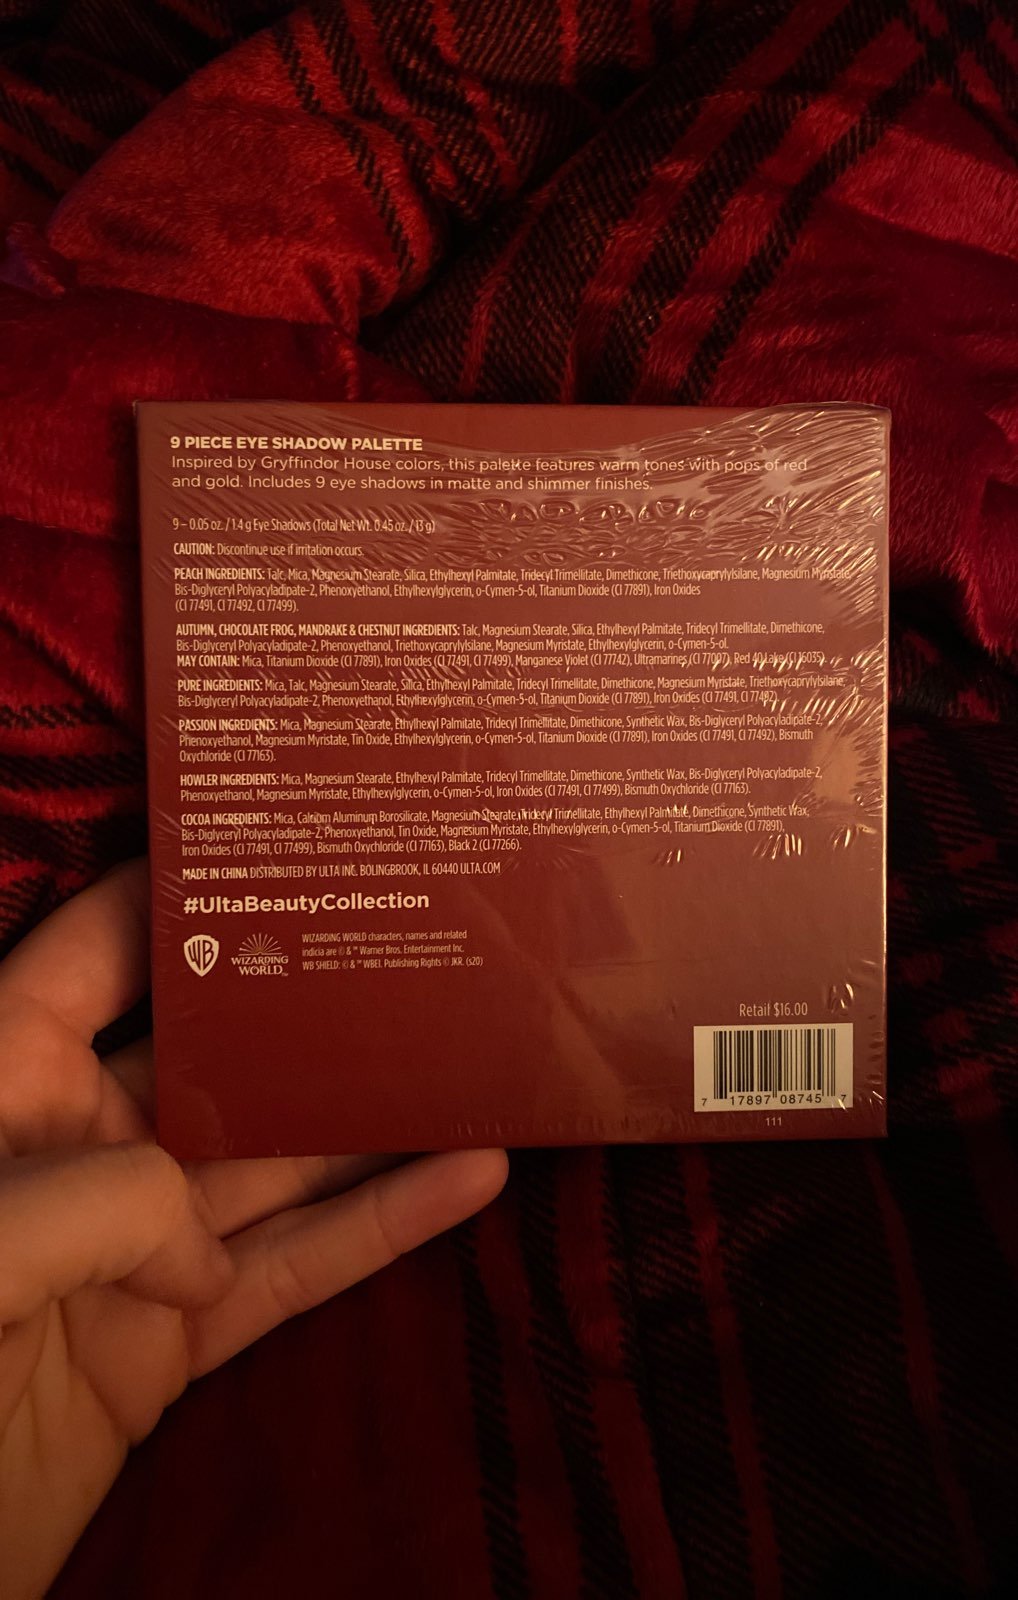 9 PIECE EYE SHADOW PALETTE
Inspired by Gryffindor House colors, this palette features warm tones with pops of red
and gold. Includes 9 eye shadows in matte and shimmer finishes.
9 – 0.05 oz. / 1.4 g Eye Shadows (Total Net Wt. 0.45 oz. / 13 g)
CAUTION: Discontinue use if irritation occurs.
PEACH INGREDIENTS: Talc, Mica, Magnesium Stearate, Silica, Ethylhexyl Palmitate, Tridecyl Trimellitate, Dimethicone, Triethoxycaprylylsilane, Magnesium Myristate,
Bis-Diglyceryl Polyacyladipate-2, Phenoxyethanol, Ethylhexylglycerin, o-Cymen-5-ol, Titanium Dioxide (CI 77891), Iron Oxides
(CI 77491, CI 77492, CI 77499).
AUTUMN, CHOCOLATE FROG, MANDRAKE & CHESTNUT INGREDIENTS: Talc, Magnesium Stearate, Silica, Ethylhexyl Palmitate, Tridecyl Trimellitate, Dimethicone,
Bis-Diglyceryl Polyacyladipate-2, Phenoxyethanol, Triethoxycaprylylsilane, Magnesium Myristate, Ethylhexylglycerin, o-Cymen-5-ol.
MAY CONTAIN: Mica, Titanium Dioxide (CI 77891), Iron Oxides (CI 77491, CI 77499), Manganese Violet (CI 77742), Ultramarines (CI 77007), Red 40 Lake (CI 16035).
PURE INGREDIENTS: Mica, Talc, Magnesium Stearate, Silica, Ethylhexyl Palmitate, Tridecyl Trimellitate, Dimethicone, Magnesium Myristate, Triethoxycaprylylsilane,
Bis-Diglyceryl Polyacyladipate-2, Phenoxyethanol, Ethylhexylglycerin, o-Cymen-5-ol, Titanium Dioxide (CI 77891), Iron Oxides (CI 77491, CI 77492).
PASSION INGREDIENTS: Mica, Magnesium Stearate, Ethylhexyl Palmitate, Tridecyl Trimellitate, Dimethicone, Synthetic Wax, Bis-Diglyceryl Polyacyladipate-2,
Phenoxyethanol, Magnesium Myristate, Tin Oxide, Ethylhexylglycerin, o-Cymen-5-ol, Titanium Dioxide (CI 77891), Iron Oxides (CI 77491, CI 77492), Bismuth
Oxychloride (CI 77163).
HOWLER INGREDIENTS: Mica, Magnesium Stearate, Ethylhexyl Palmitate, Tridecyl Trimellitate, Dimethicone, Synthetic Wax, Bis-Diglyceryl Polyacyladipate-2,
Phenoxyethanol, Magnesium Myristate, Ethylhexylglycerin, o-Cymen-5-ol, Iron Oxides (CI 77491, CI 77499), Bismuth Oxychloride (CI 77163).
COCOA INGREDIENTS: Mica, Calcium Aluminum Borosilicate, Magnesium Stearate, Tridecyl Trimellitate, Ethylhexyl Palmitate, Dimethicone, Synthetic Wax,
Bis-Diglyceryl Polyacyladipate-2, Phenoxyethanol, Tin Oxide, Magnesium Myristate, Ethylhexylglycerin, o-Cymen-5-ol, Titanium Dioxide (CI 77891),
Iron Oxides (CI 77491, CI 77499), Bismuth Oxychloride (CI 77163), Black 2 (CI 77266).
MADE IN CHINA DISTRIBUTED BY ULTA INC. BOLINGBROOK, IL 60440 ULTA.COM
#UltaBeautyCollection
WB
WIZARDING
WORLD™
WIZARDING WORLD characters, names and related
indicia are © & ™ Warner Bros. Entertainment Inc.
WB SHIELD: © & ™ WBEI. Publishing Rights © JKR. (s20)
Retail $16.00
7 17897 08745 7
111